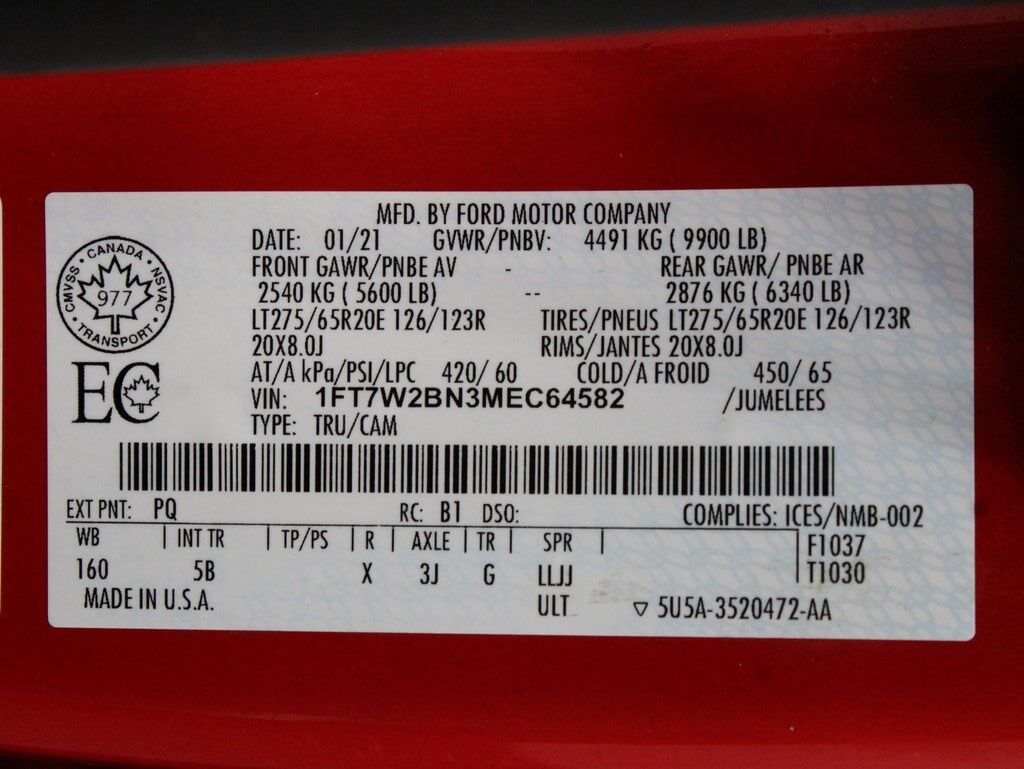 MFD. BY FORD MOTOR COMPANY
DATE: 01/21 GVWR/PNBV: 4491 KG ( 9900 LB)
FRONT GAWR/PNBE AV - REAR GAWR/ PNBE AR
2540 KG ( 5600 LB) -- 2876 KG ( 6340 LB)
LT275/65R20E 126/123R TIRES/PNEUS LT275/65R20E 126/123R
20X8.0J RIMS/JANTES 20X8.0J
AT/A kPa/PSI/LPC 420/ 60 COLD/A FROID 450/ 65
VIN: 1FT7W2BN3MEC64582 /JUMELEES
TYPE: TRU/CAM
CANADA
CMVSS • NSVAC
977
TRANSPORT
EC
EXT PNT: PQ RC: B1 DSO: COMPLIES: ICES/NMB-002
WB | INT TR | TP/PS | R | AXLE | TR | SPR | F1037
160 5B X 3J G LLJJ T1030
MADE IN U.S.A. ULT ▽ 5U5A-3520472-AA